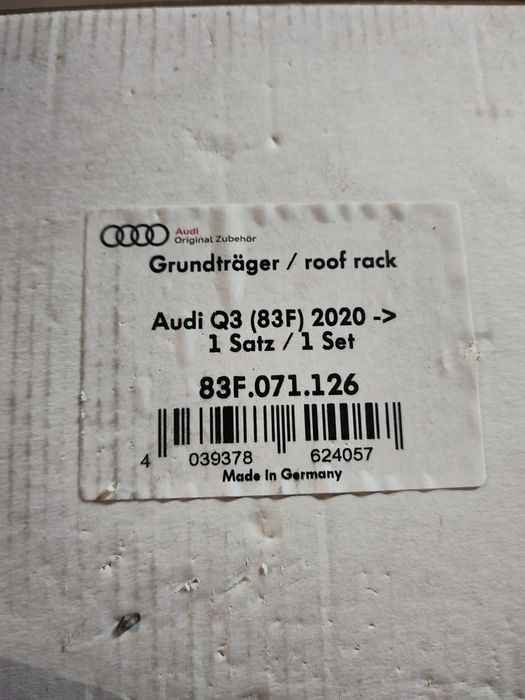 Audi
Original Zubehör
Grundträger / roof rack
Audi Q3 (83F) 2020 ->
1 Satz / 1 Set
83F.071.126
4 039378 624057
Made In Germany